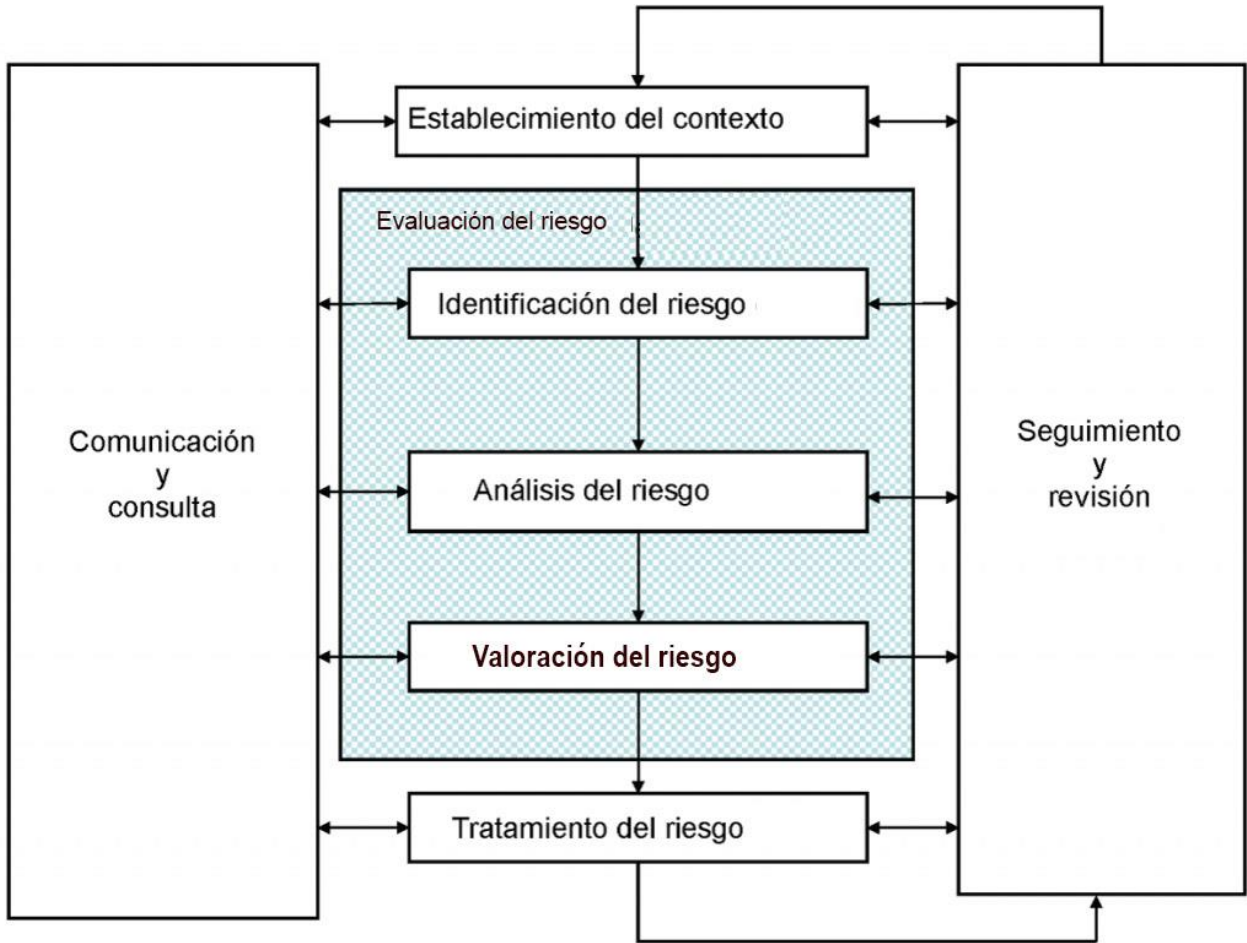 Establecimiento del contexto
Evaluación del riesgo
Identificación del riesgo
Comunicación
y
consulta
Análisis del riesgo
Seguimiento
y
revisión
Valoración del riesgo
Tratamiento del riesgo